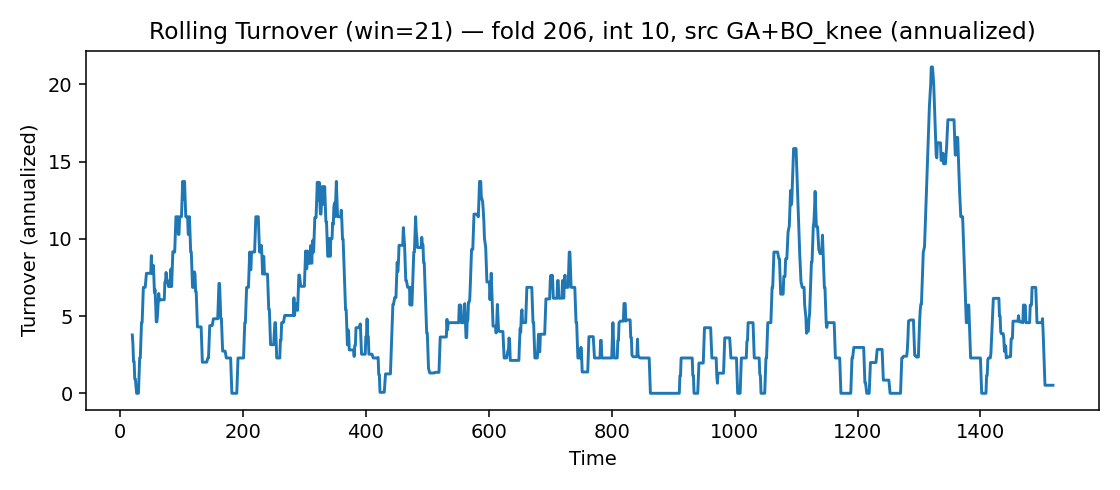 Rolling Turnover (win=21) — fold 206, int 10, src GA+BO_knee (annualized)
Turnover (annualized)
20
15
10
5
0
0 200 400 600 800 1000 1200 1400
Time